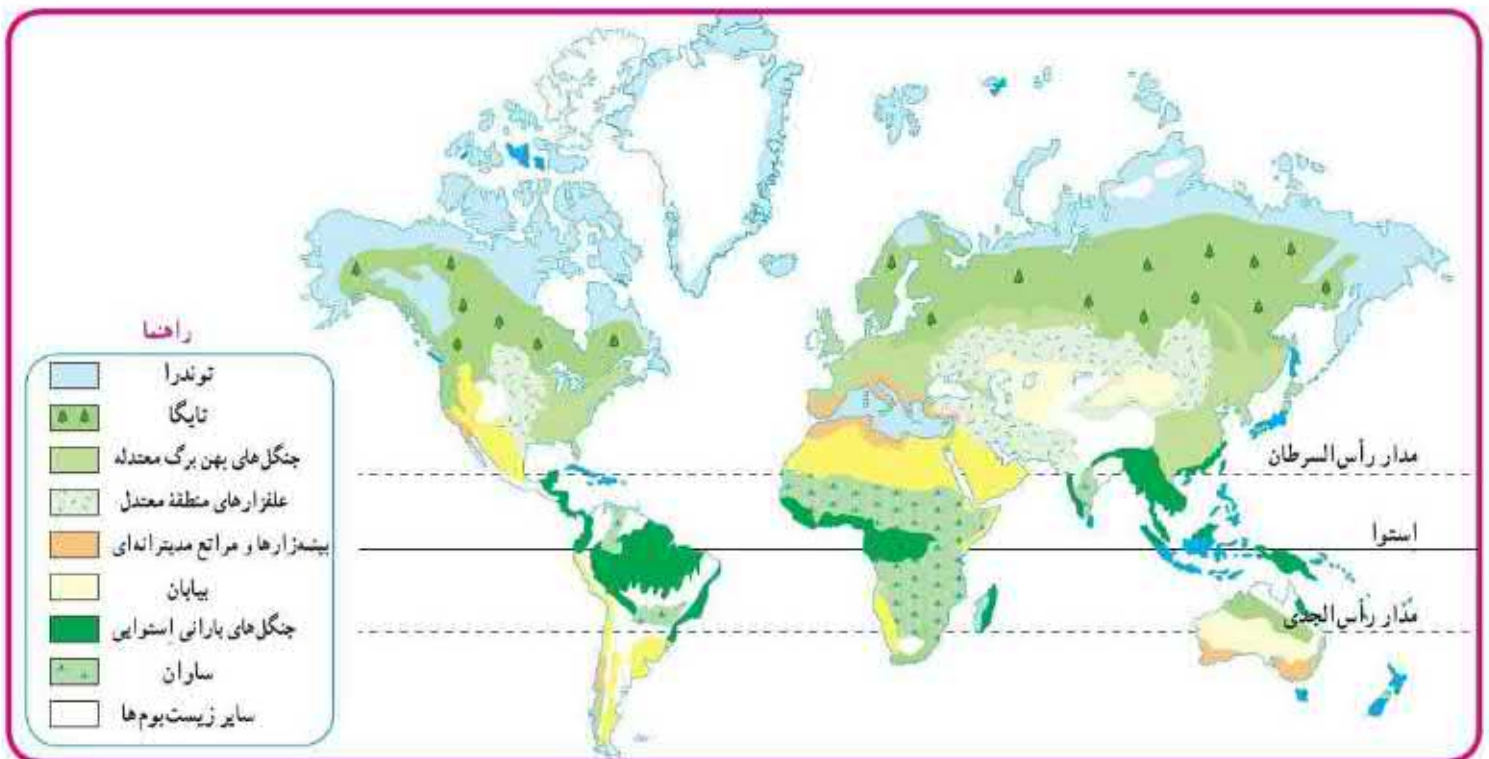 راهنما
توندرا
تایگا
جنگل‌های پهن برگ معتدله
علفزارهای منطقهٔ معتدل
بیشه‌زارها و مراتع مدیترانه‌ای
بیابان
جنگل‌های بارانی استوایی
ساران
سایر زیست‌بوم‌ها
مدار رأس‌السرطان
استوا
مدار رأس‌الجدی